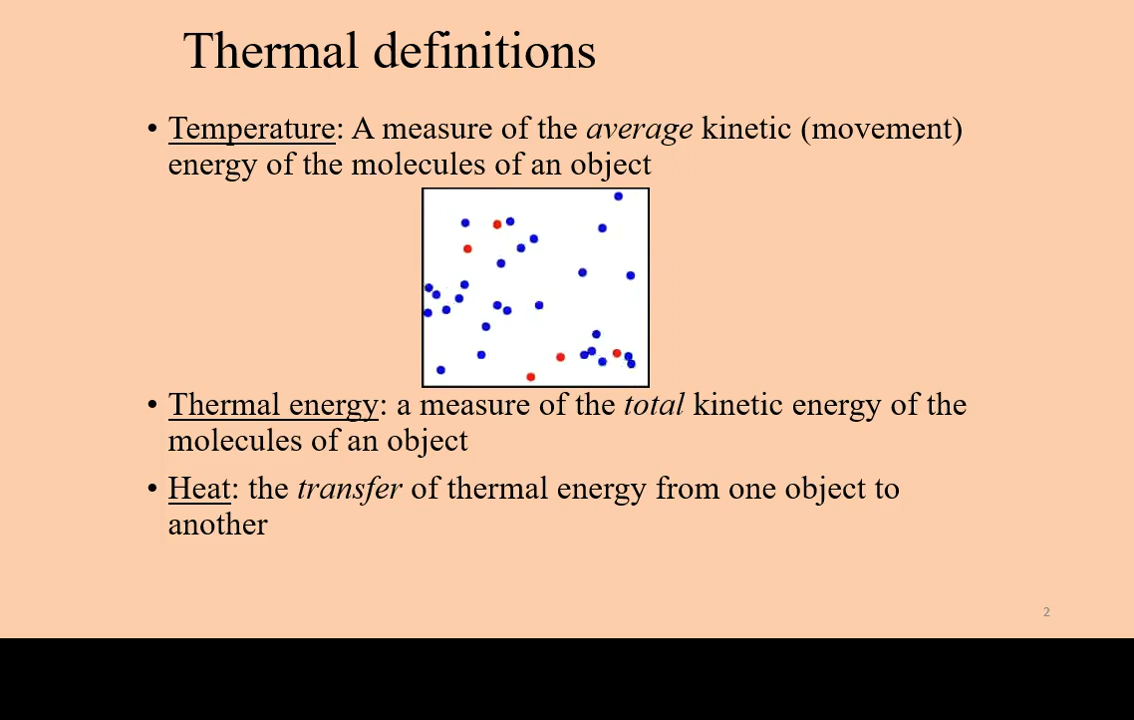 Thermal definitions
• Temperature: A measure of the average kinetic (movement)
energy of the molecules of an object
• Thermal energy: a measure of the total kinetic energy of the
molecules of an object
• Heat: the transfer of thermal energy from one object to
another
2